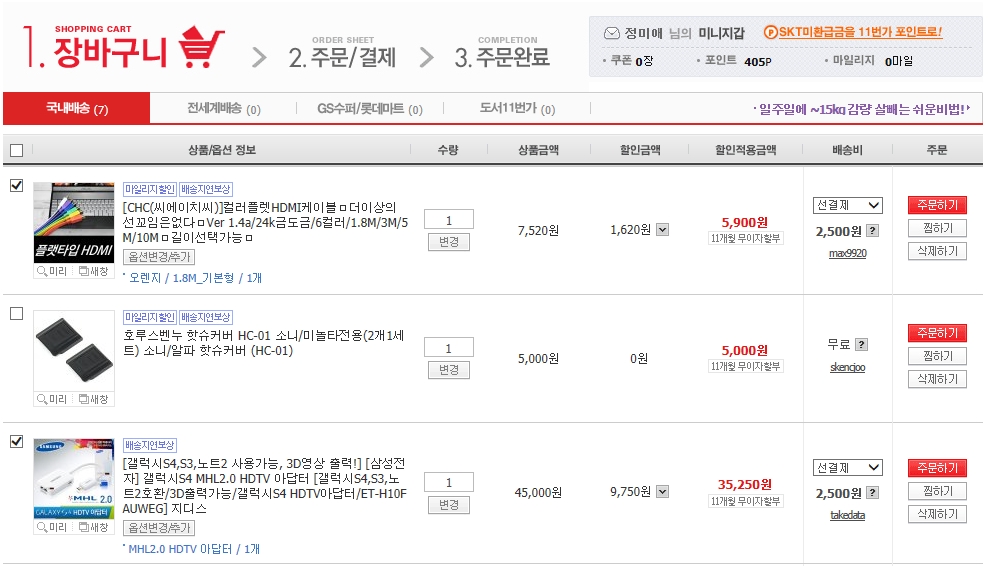 SHOPPING CART
1. 장바구니
ORDER SHEET
2. 주문/결제
COMPLETION
3. 주문완료
정미애 님의 미니지갑
P SKT미환급금을 11번가 포인트로!
· 쿠폰 0장 · 포인트 405P · 마일리지 0마일
국내배송 (7) 전세계배송 (0) GS수퍼/롯데마트 (0) 도서11번가 (0) · 일주일에 ~15kg 감량 살빼는 쉬운비법!
상품/옵션 정보 수량 상품금액 할인금액 할인적용금액 배송비 주문
플랫타입 HDMI
미리 새창
마일리지할인 배송지연보상
[CHC(씨에이치씨)]컬러플렛HDMI케이블ㅁ더이상의
선꼬임은없다ㅁVer 1.4a/24k금도금/6컬러/1.8M/3M/5
M/10Mㅁ길이선택가능ㅁ
옵션변경/추가
· 오렌지 / 1.8M_기본형 / 1개
1
변경
7,520원
1,620원
5,900원
11개월 무이자할부
선결제
2,500원 ?
max9920
주문하기
찜하기
삭제하기
미리 새창
마일리지할인 배송지연보상
호루스벤누 핫슈커버 HC-01 소니/미놀타전용(2개1세
트) 소니/알파 핫슈커버 (HC-01)
1
변경
5,000원
0원
5,000원
11개월 무이자할부
무료 ?
skencjoo
주문하기
찜하기
삭제하기
SAMSUNG
MHL 2.0
GALAXY S4 HDTV 아답터
미리 새창
배송지연보상
[갤럭시S4,S3,노트2 사용가능, 3D영상 출력!] [삼성전
자] 갤럭시S4 MHL2.0 HDTV 아답터 [갤럭시S4,S3,노
트2호환/3D출력가능/갤럭시S4 HDTV아답터/ET-H10F
AUWEG] 지디스
옵션변경/추가
· MHL2.0 HDTV 아답터 / 1개
1
변경
45,000원
9,750원
35,250원
11개월 무이자할부
선결제
2,500원 ?
takedata
주문하기
찜하기
삭제하기